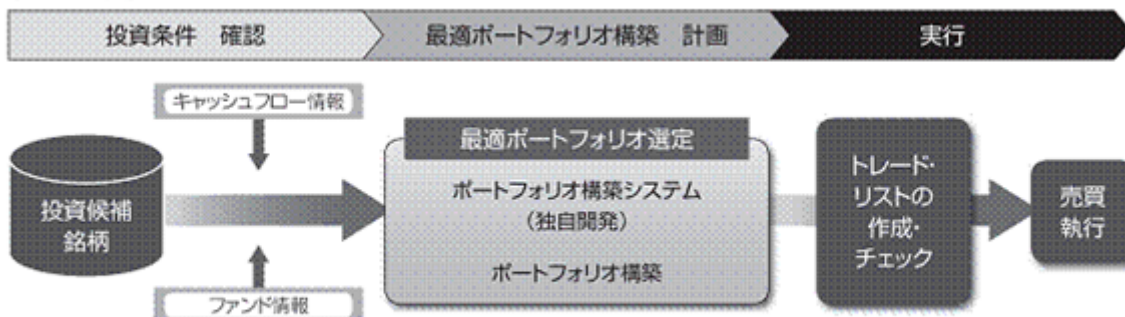 投資条件 確認
最適ポートフォリオ構築 計画
実行
キャッシュフロー情報
投資候補
銘柄
ファンド情報
最適ポートフォリオ選定
ポートフォリオ構築システム
(独自開発)
ポートフォリオ構築
トレード・
リストの
作成・
チェック
売買
執行